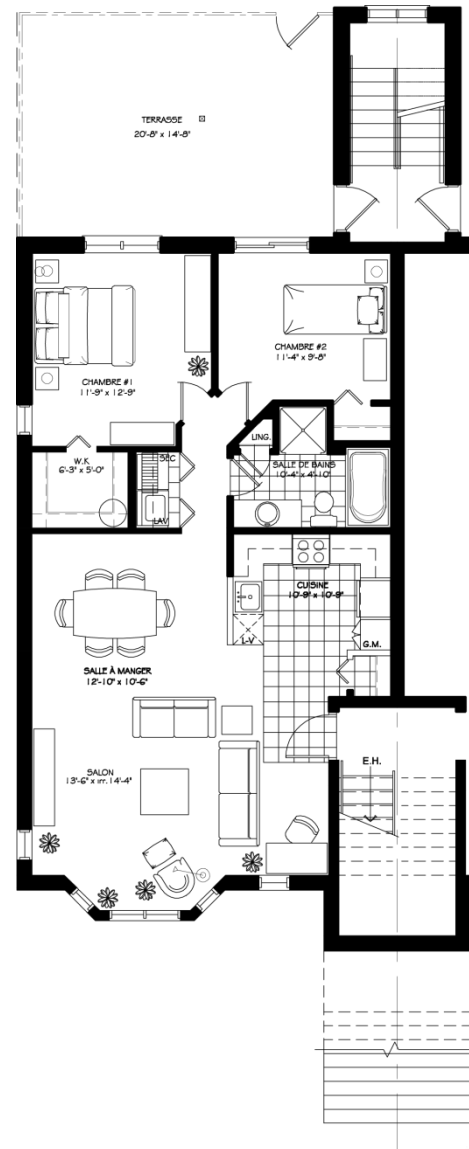 TERRASSE
20'-8" x 14'-8"
CHAMBRE #2
11'-4" x 9'-8"
CHAMBRE #1
11'-9" x 12'-9"
LING.
SEC
SALLE DE BAINS
10'-4" x 4'-10"
W.K
6'-3" x 5'-0"
LAV
CUISINE
10'-9" x 10'-9"
L-V
G.M.
SALLE À MANGER
12'-10" x 10'-6"
E.H.
SALON
13'-6" x irr. 14'-4"